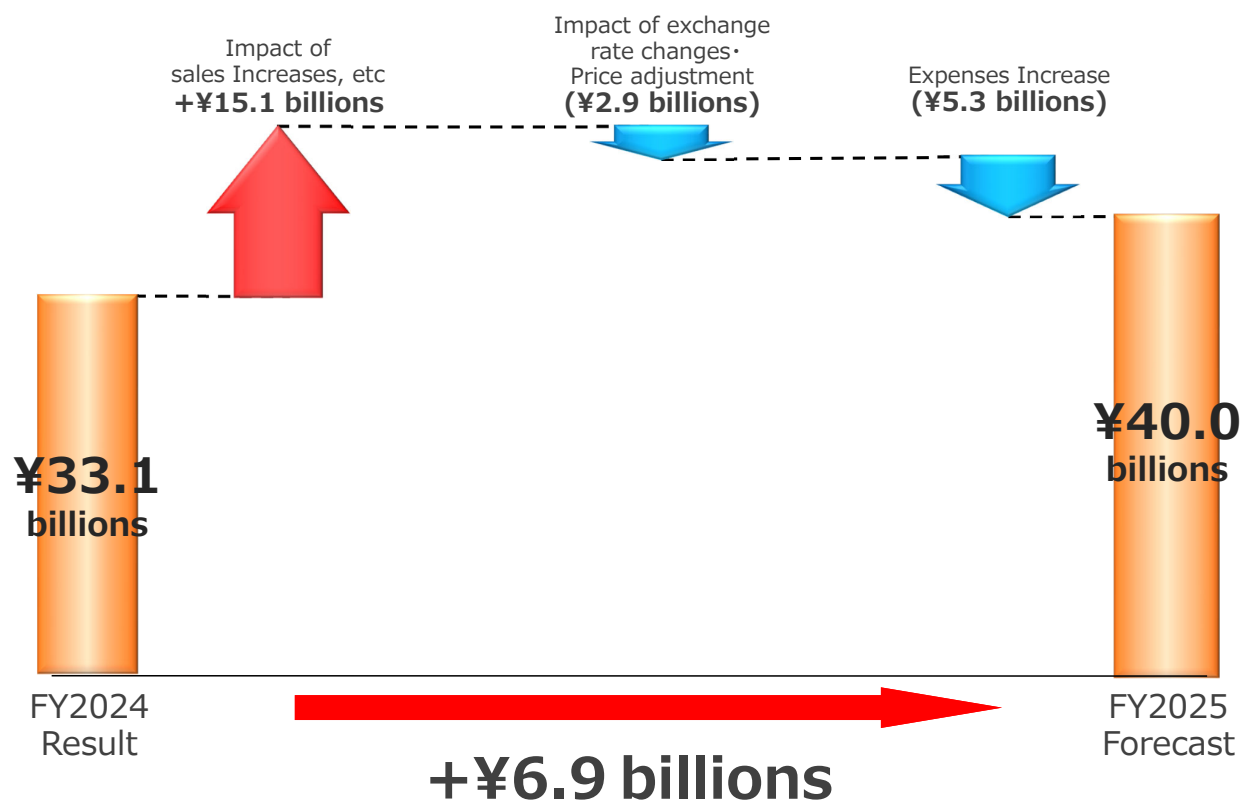 Impact of
sales Increases, etc
+¥15.1 billions
Impact of exchange
rate changes・
Price adjustment
(¥2.9 billions)
Expenses Increase
(¥5.3 billions)
¥33.1
billions
¥40.0
billions
FY2024
Result
FY2025
Forecast
+¥6.9 billions